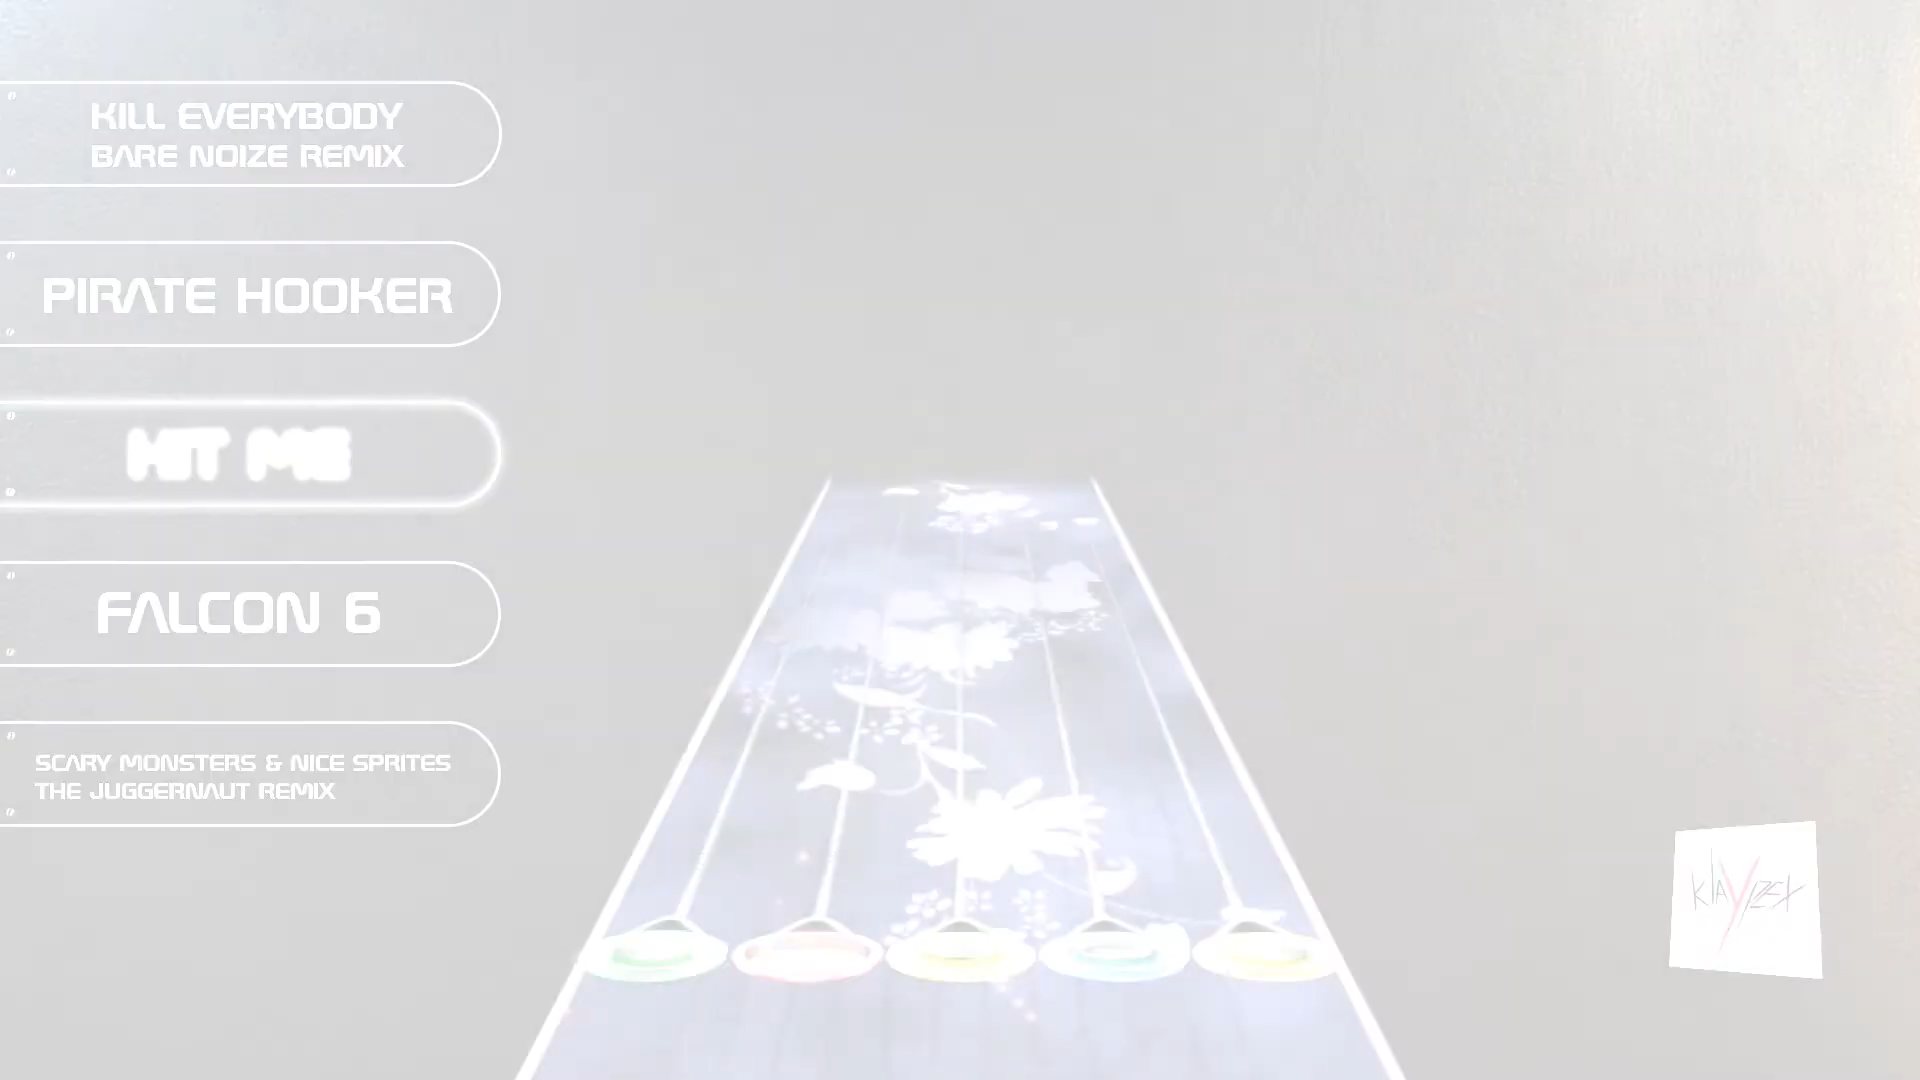 KILL EVERYBODY
BARE NOIZE REMIX
PIRATE HOOKER
HIT ME
FALCON 6
SCARY MONSTERS & NICE SPRITES
THE JUGGERNAUT REMIX